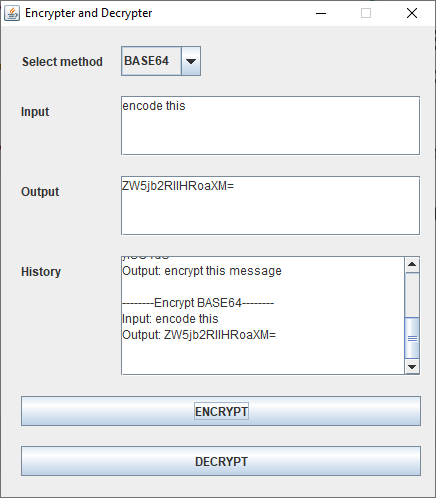 Encrypter and Decrypter
Select method BASE64
Input encode this
Output ZW5jb2RlIHRoaXM=
History
Output: encrypt this message
--------Encrypt BASE64--------
Input: encode this
Output: ZW5jb2RlIHRoaXM=
ENCRYPT
DECRYPT